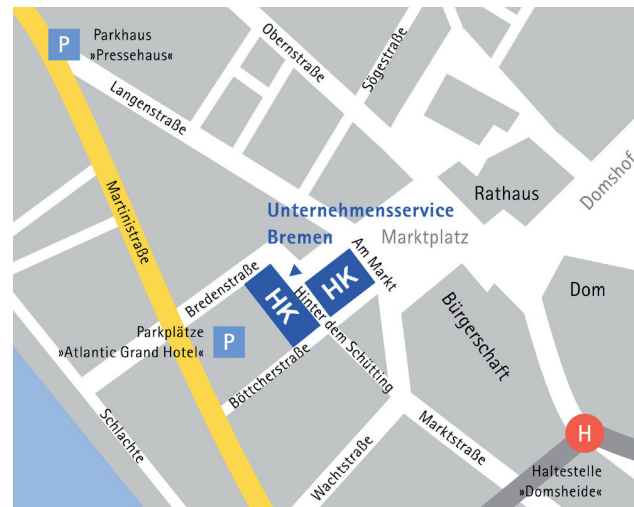 P
Parkhaus
»Pressehaus«
Obernstraße
Sögestraße
Langenstraße
Domshof
Rathaus
Martinistraße
Unternehmensservice
Bremen
Marktplatz
Am Markt
HK
HK
Bredenstraße
Hinter dem Schütting
Bürgerschaft
Dom
Parkplätze
»Atlantic Grand Hotel«
P
Böttcherstraße
Schlachte
Marktstraße
Wachtstraße
H
Haltestelle
»Domsheide«